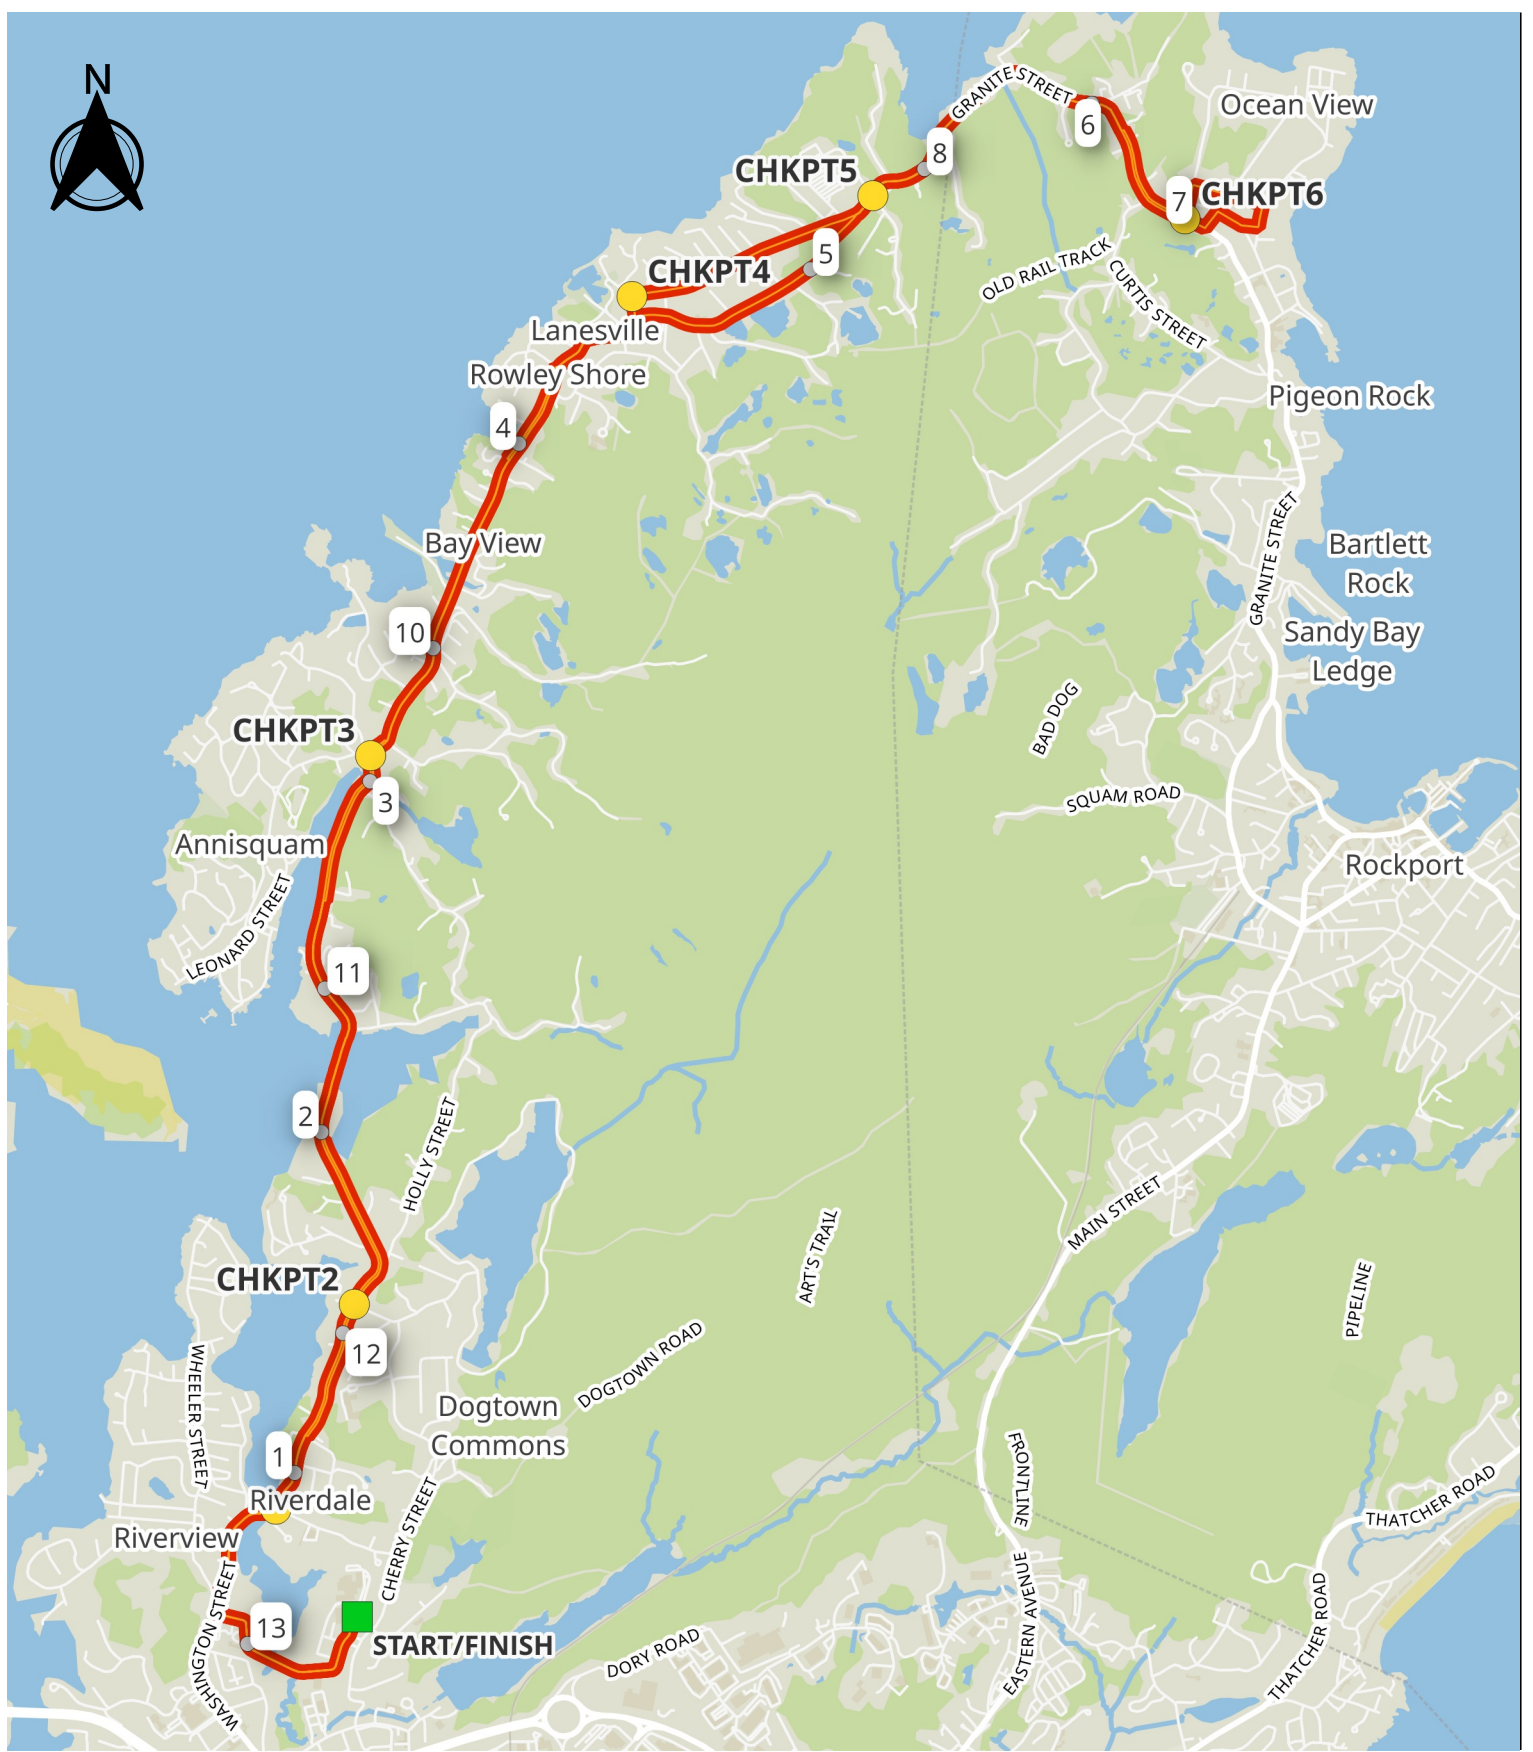 N
GRANITE STREET
6
Ocean View
8
CHKPT5
7
CHKPT6
5
OLD RAIL TRACK
CHKPT4
CURTIS STREET
Lanesville
Rowley Shore
Pigeon Rock
4
GRANITE STREET
Bay View
Bartlett
Rock
10
Sandy Bay
Ledge
BAD DOG
CHKPT3
3
SQUAM ROAD
Annisquam
Rockport
LEONARD STREET
11
2
HOLLY STREET
MAIN STREET
ART'S TRAIL
CHKPT2
PIPELINE
12
DOGTOWN ROAD
WHEELER STREET
Dogtown
Commons
1
FRONTLINE
Riverdale
THATCHER ROAD
Riverview
CHERRY STREET
WASHINGTON STREET
13
START/FINISH
DORY ROAD
EASTERN AVENUE
THATCHER ROAD